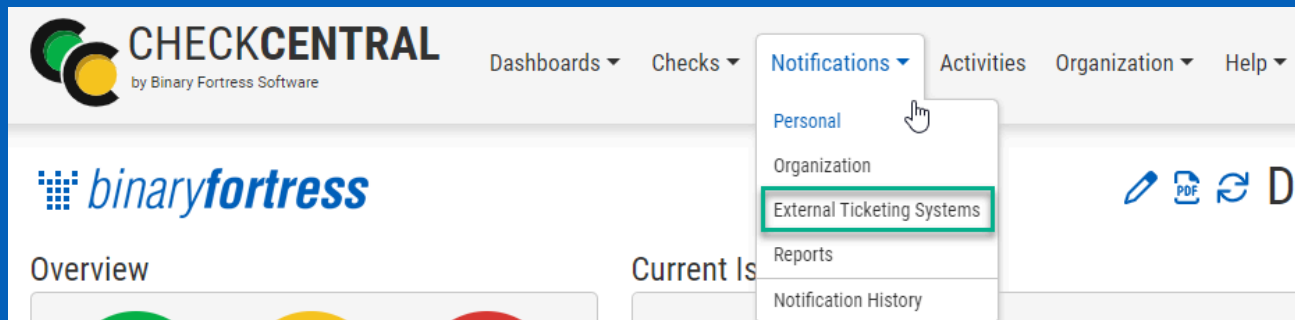 CHECKCENTRAL
by Binary Fortress Software
Dashboards Checks Notifications Activities Organization Help
Personal
Organization
External Ticketing Systems
Reports
Notification History
binaryfortress
PDF
D
Overview
Current Is